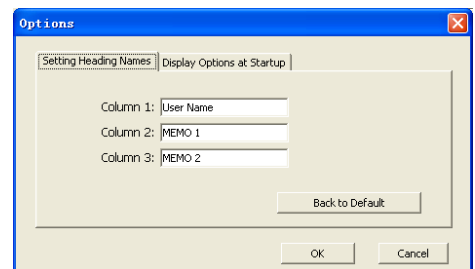 Options
Setting Heading Names Display Options at Startup
Column 1: User Name
Column 2: MEMO 1
Column 3: MEMO 2
Back to Default
OK Cancel